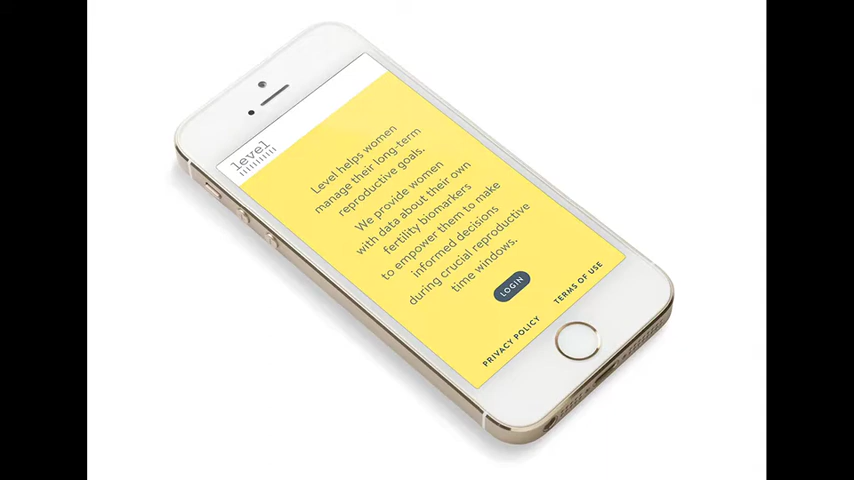 level
Level helps women
manage their long-term
reproductive goals.
We provide women
with data about their own
fertility biomarkers
to empower them to make
informed decisions
during crucial reproductive
time windows.
LOGIN
PRIVACY POLICY
TERMS OF USE